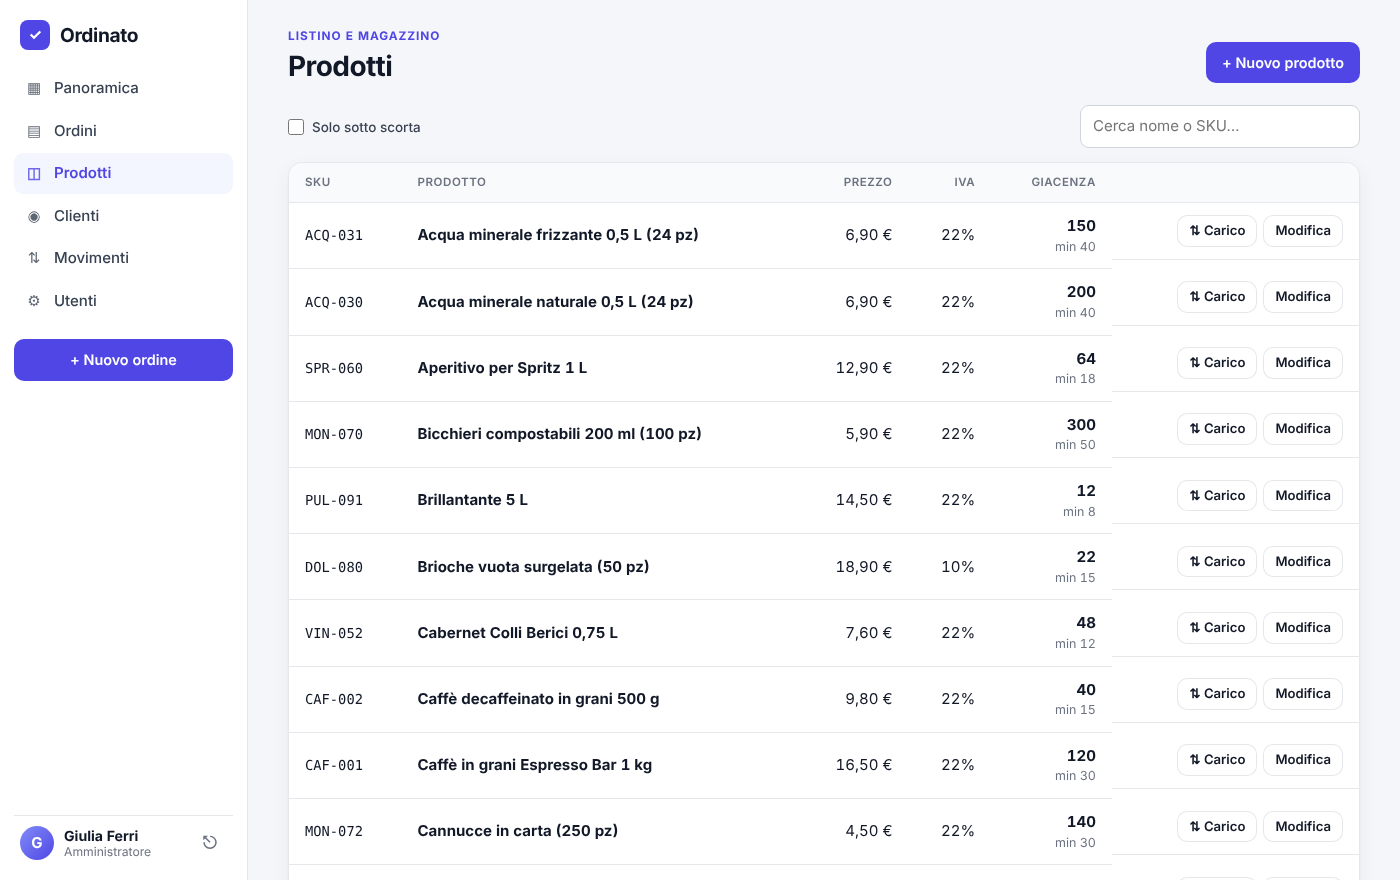 Ordinato
Panoramica
Ordini
Prodotti
Clienti
Movimenti
Utenti
+ Nuovo ordine
G
Giulia Ferri
Amministratore
LISTINO E MAGAZZINO
Prodotti
+ Nuovo prodotto
Solo sotto scorta
Cerca nome o SKU...
SKU PRODOTTO PREZZO IVA GIACENZA
ACQ-031 Acqua minerale frizzante 0,5 L (24 pz) 6,90 € 22% 150 ⇅ Carico Modifica
min 40
ACQ-030 Acqua minerale naturale 0,5 L (24 pz) 6,90 € 22% 200 ⇅ Carico Modifica
min 40
SPR-060 Aperitivo per Spritz 1 L 12,90 € 22% 64 ⇅ Carico Modifica
min 18
MON-070 Bicchieri compostabili 200 ml (100 pz) 5,90 € 22% 300 ⇅ Carico Modifica
min 50
PUL-091 Brillantante 5 L 14,50 € 22% 12 ⇅ Carico Modifica
min 8
DOL-080 Brioche vuota surgelata (50 pz) 18,90 € 10% 22 ⇅ Carico Modifica
min 15
VIN-052 Cabernet Colli Berici 0,75 L 7,60 € 22% 48 ⇅ Carico Modifica
min 12
CAF-002 Caffè decaffeinato in grani 500 g 9,80 € 22% 40 ⇅ Carico Modifica
min 15
CAF-001 Caffè in grani Espresso Bar 1 kg 16,50 € 22% 120 ⇅ Carico Modifica
min 30
MON-072 Cannucce in carta (250 pz) 4,50 € 22% 140 ⇅ Carico Modifica
min 30